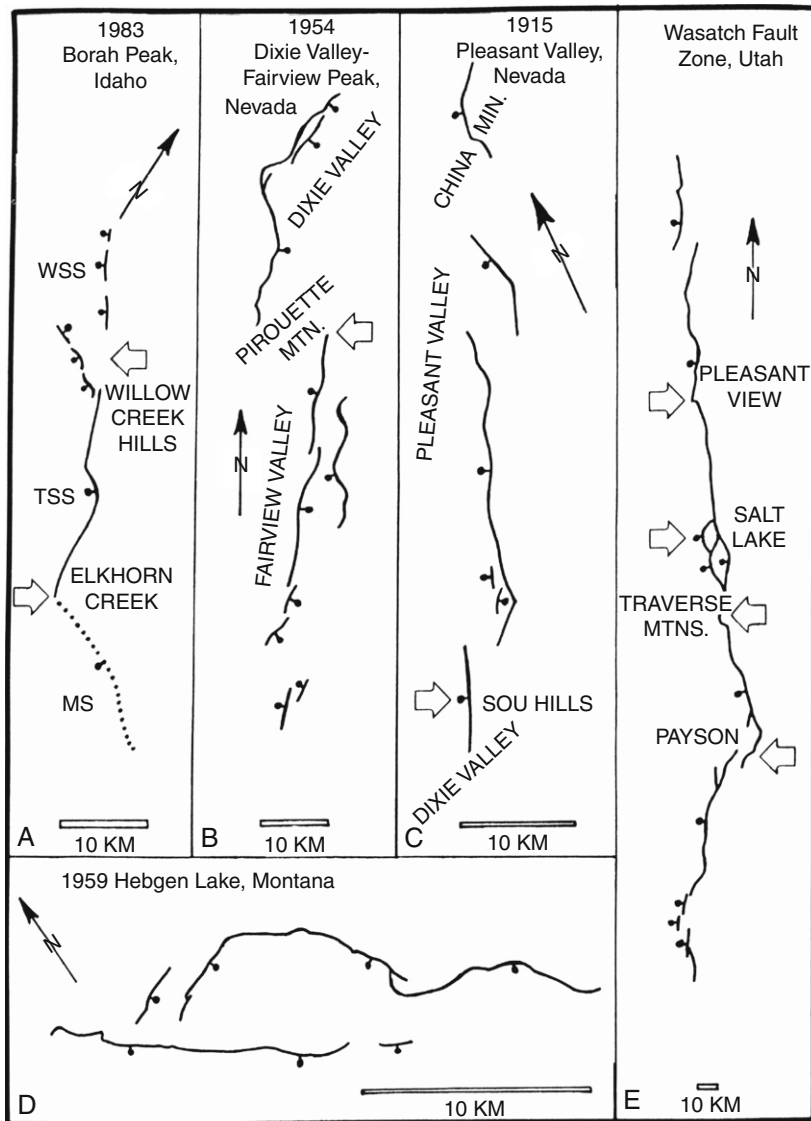 1983
Borah Peak,
Idaho
N
WSS
WILLOW
CREEK
HILLS
TSS
ELKHORN
CREEK
MS
A
10 KM
1954
Dixie Valley-
Fairview Peak,
Nevada
DIXIE VALLEY
PIROUETTE
MTN.
N
FAIRVIEW VALLEY
B
10 KM
1915
Pleasant Valley,
Nevada
CHINA MIN.
N
PLEASANT VALLEY
SOU HILLS
DIXIE VALLEY
C
10 KM
1959 Hebgen Lake, Montana
N
D
10 KM
Wasatch Fault
Zone, Utah
N
PLEASANT
VIEW
SALT
LAKE
TRAVERSE
MTNS.
PAYSON
E
10 KM